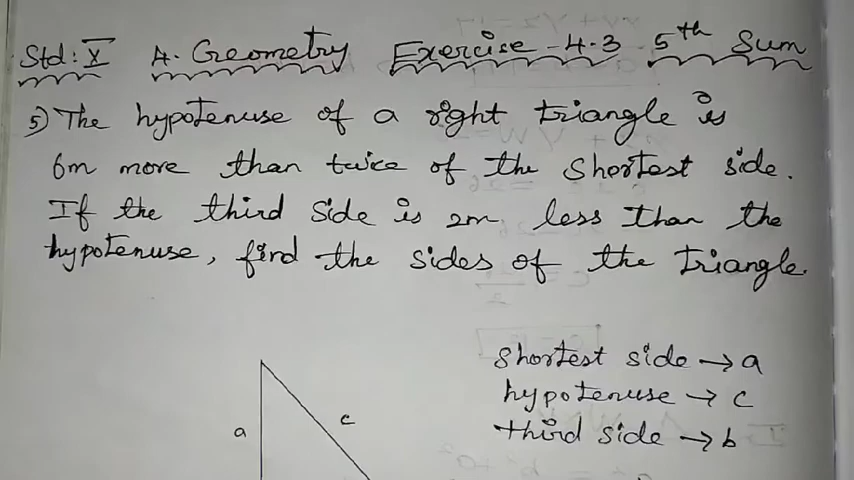 Std: X A. Geometry Exercise - 4.3 5th Sum
5) The hypotenuse of a right triangle is
6m more than twice of the shortest side.
If the third side is 2m less than the
hypotenuse, find the sides of the triangle.
shortest side → a
hypotenuse → c
third side → b
a
c